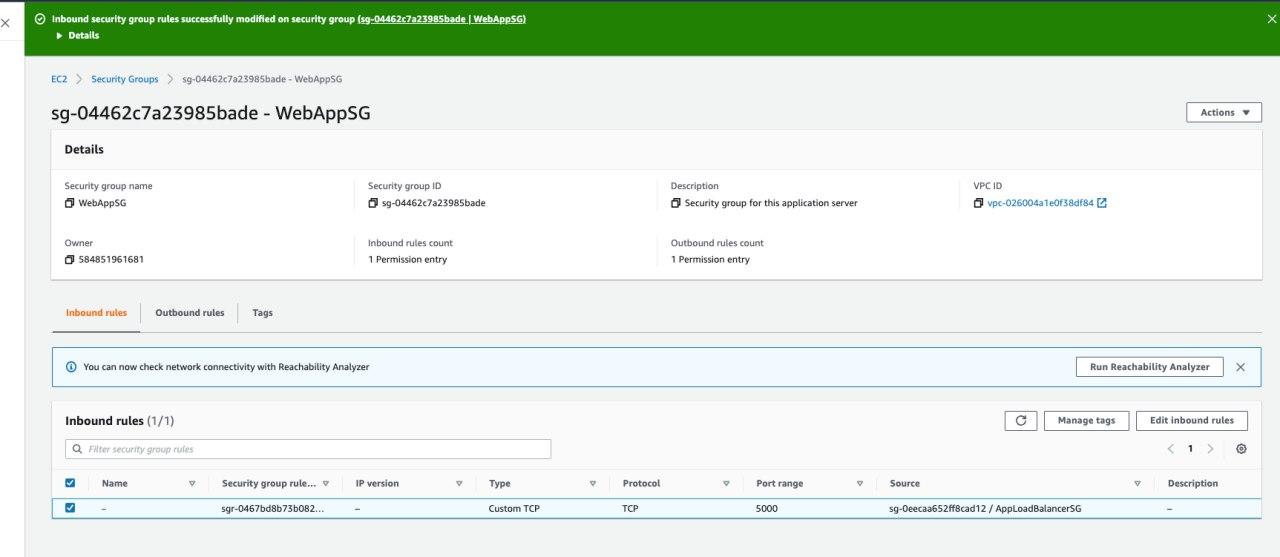 Inbound security group rules successfully modified on security group (sg-04462c7a23985bade | WebAppSG)
Details
EC2 > Security Groups > sg-04462c7a23985bade - WebAppSG
sg-04462c7a23985bade - WebAppSG
Actions
Details
Security group name
WebAppSG
Security group ID
sg-04462c7a23985bade
Description
Security group for this application server
VPC ID
vpc-026004a1e0f38df84
Owner
584851961681
Inbound rules count
1 Permission entry
Outbound rules count
1 Permission entry
Inbound rules Outbound rules Tags
You can now check network connectivity with Reachability Analyzer
Run Reachability Analyzer
Inbound rules (1/1)
Manage tags
Edit inbound rules
Filter security group rules
1
Name Security group rule... IP version Type Protocol Port range Source Description
– sgr-0467bd8b73b082... – Custom TCP TCP 5000 sg-0eecaa652ff8cad12 / AppLoadBalancerSG –